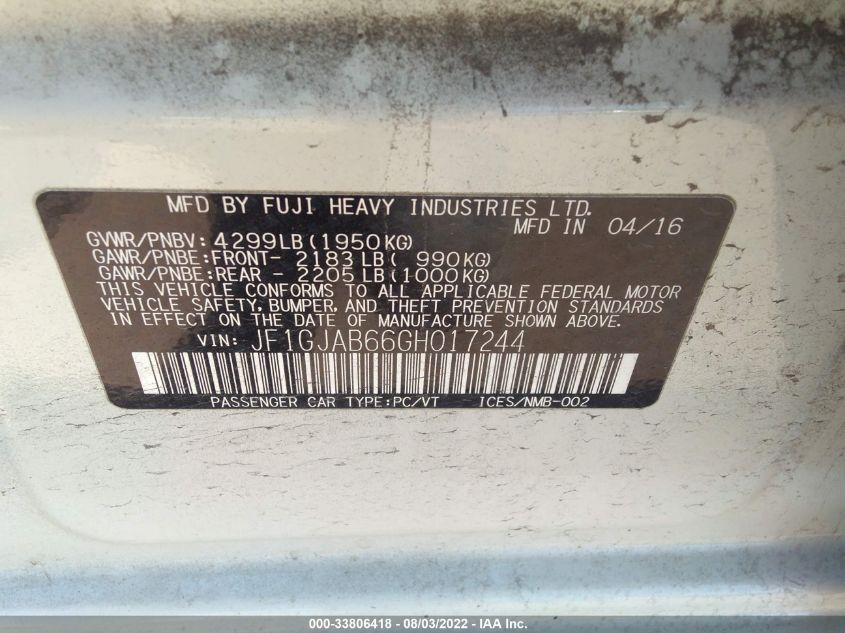 MFD BY FUJI HEAVY INDUSTRIES LTD.
MFD IN 04/16
GVWR/PNBV: 4299LB(1950KG)
GAWR/PNBE:FRONT- 2183LB( 990KG)
GAWR/PNBE:REAR - 2205LB(1000KG)
THIS VEHICLE CONFORMS TO ALL APPLICABLE FEDERAL MOTOR
VEHICLE SAFETY, BUMPER, AND THEFT PREVENTION STANDARDS
IN EFFECT ON THE DATE OF MANUFACTURE SHOWN ABOVE.
VIN: JF1GJAB66GH017244
PASSENGER CAR TYPE:PC/VT ICES/NMB-002
000-33806418 - 08/03/2022 - IAA Inc.